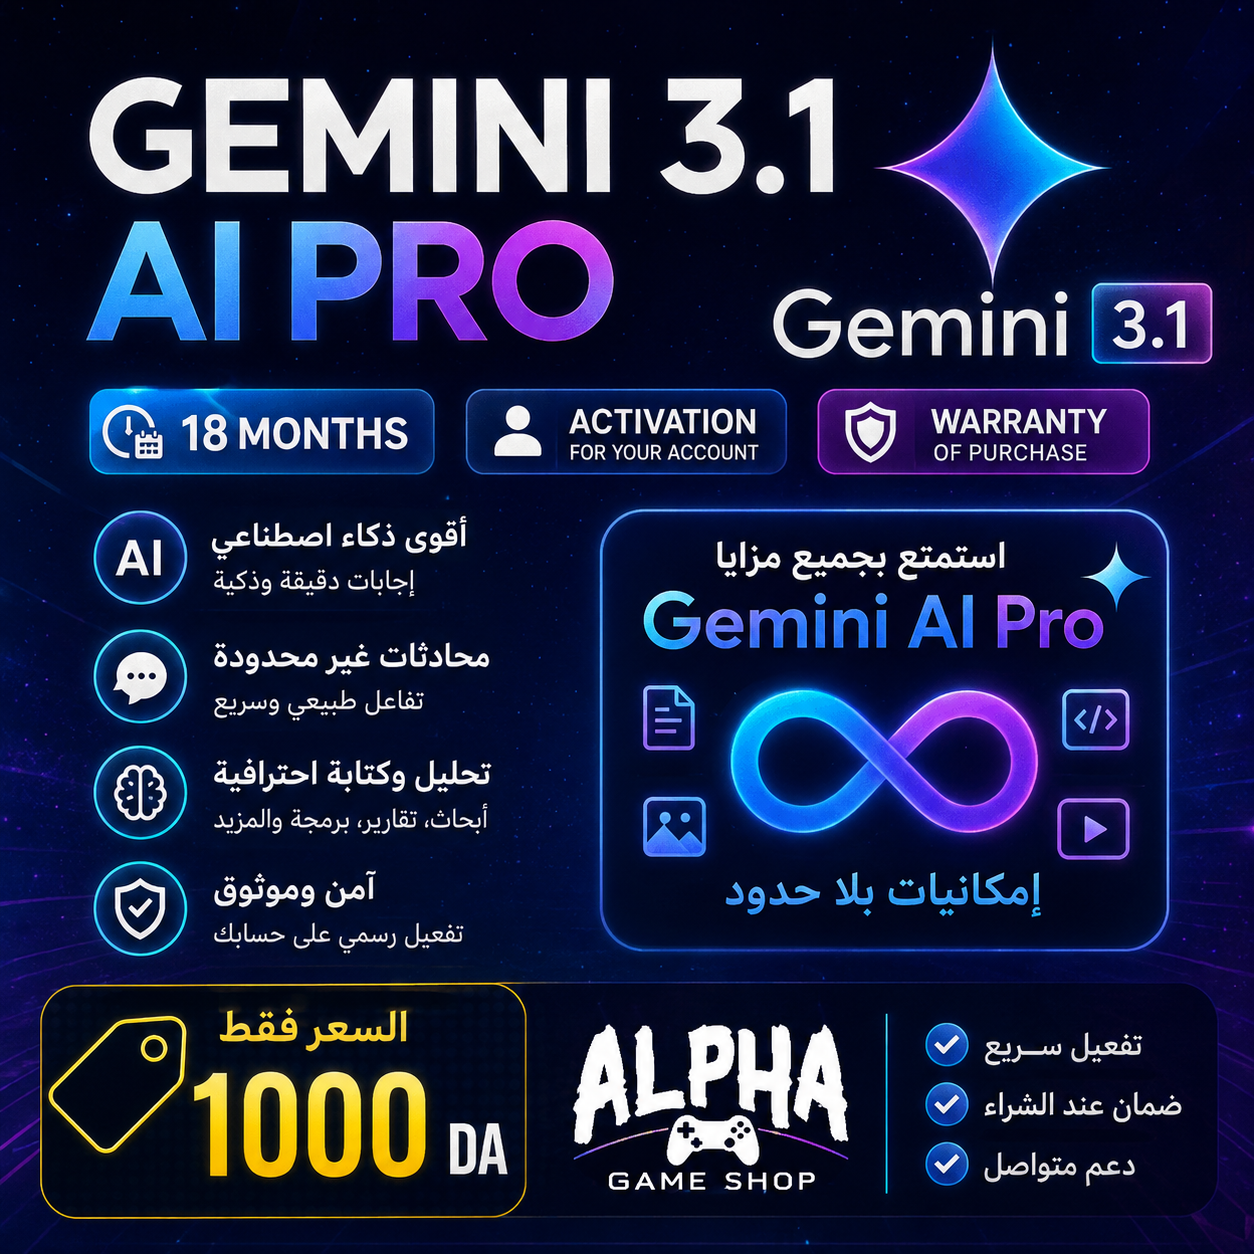 GEMINI 3.1
AI PRO
Gemini 3.1
18 MONTHS
ACTIVATION
FOR YOUR ACCOUNT
WARRANTY
OF PURCHASE
AI
أقوى ذكاء اصطناعي
إجابات دقيقة وذكية
محادثات غير محدودة
تفاعل طبيعي وسريع
تحليل وكتابة احترافية
أبحاث، تقارير، برمجة والمزيد
آمن وموثوق
تفعيل رسمي على حسابك
استمتع بجميع مزايا
Gemini AI Pro
</>
إمكانيات بلا حدود
السعر فقط
1000 DA
ALPHA
GAME SHOP
تفعيل ســريع
ضمان عند الشراء
دعم متواصل